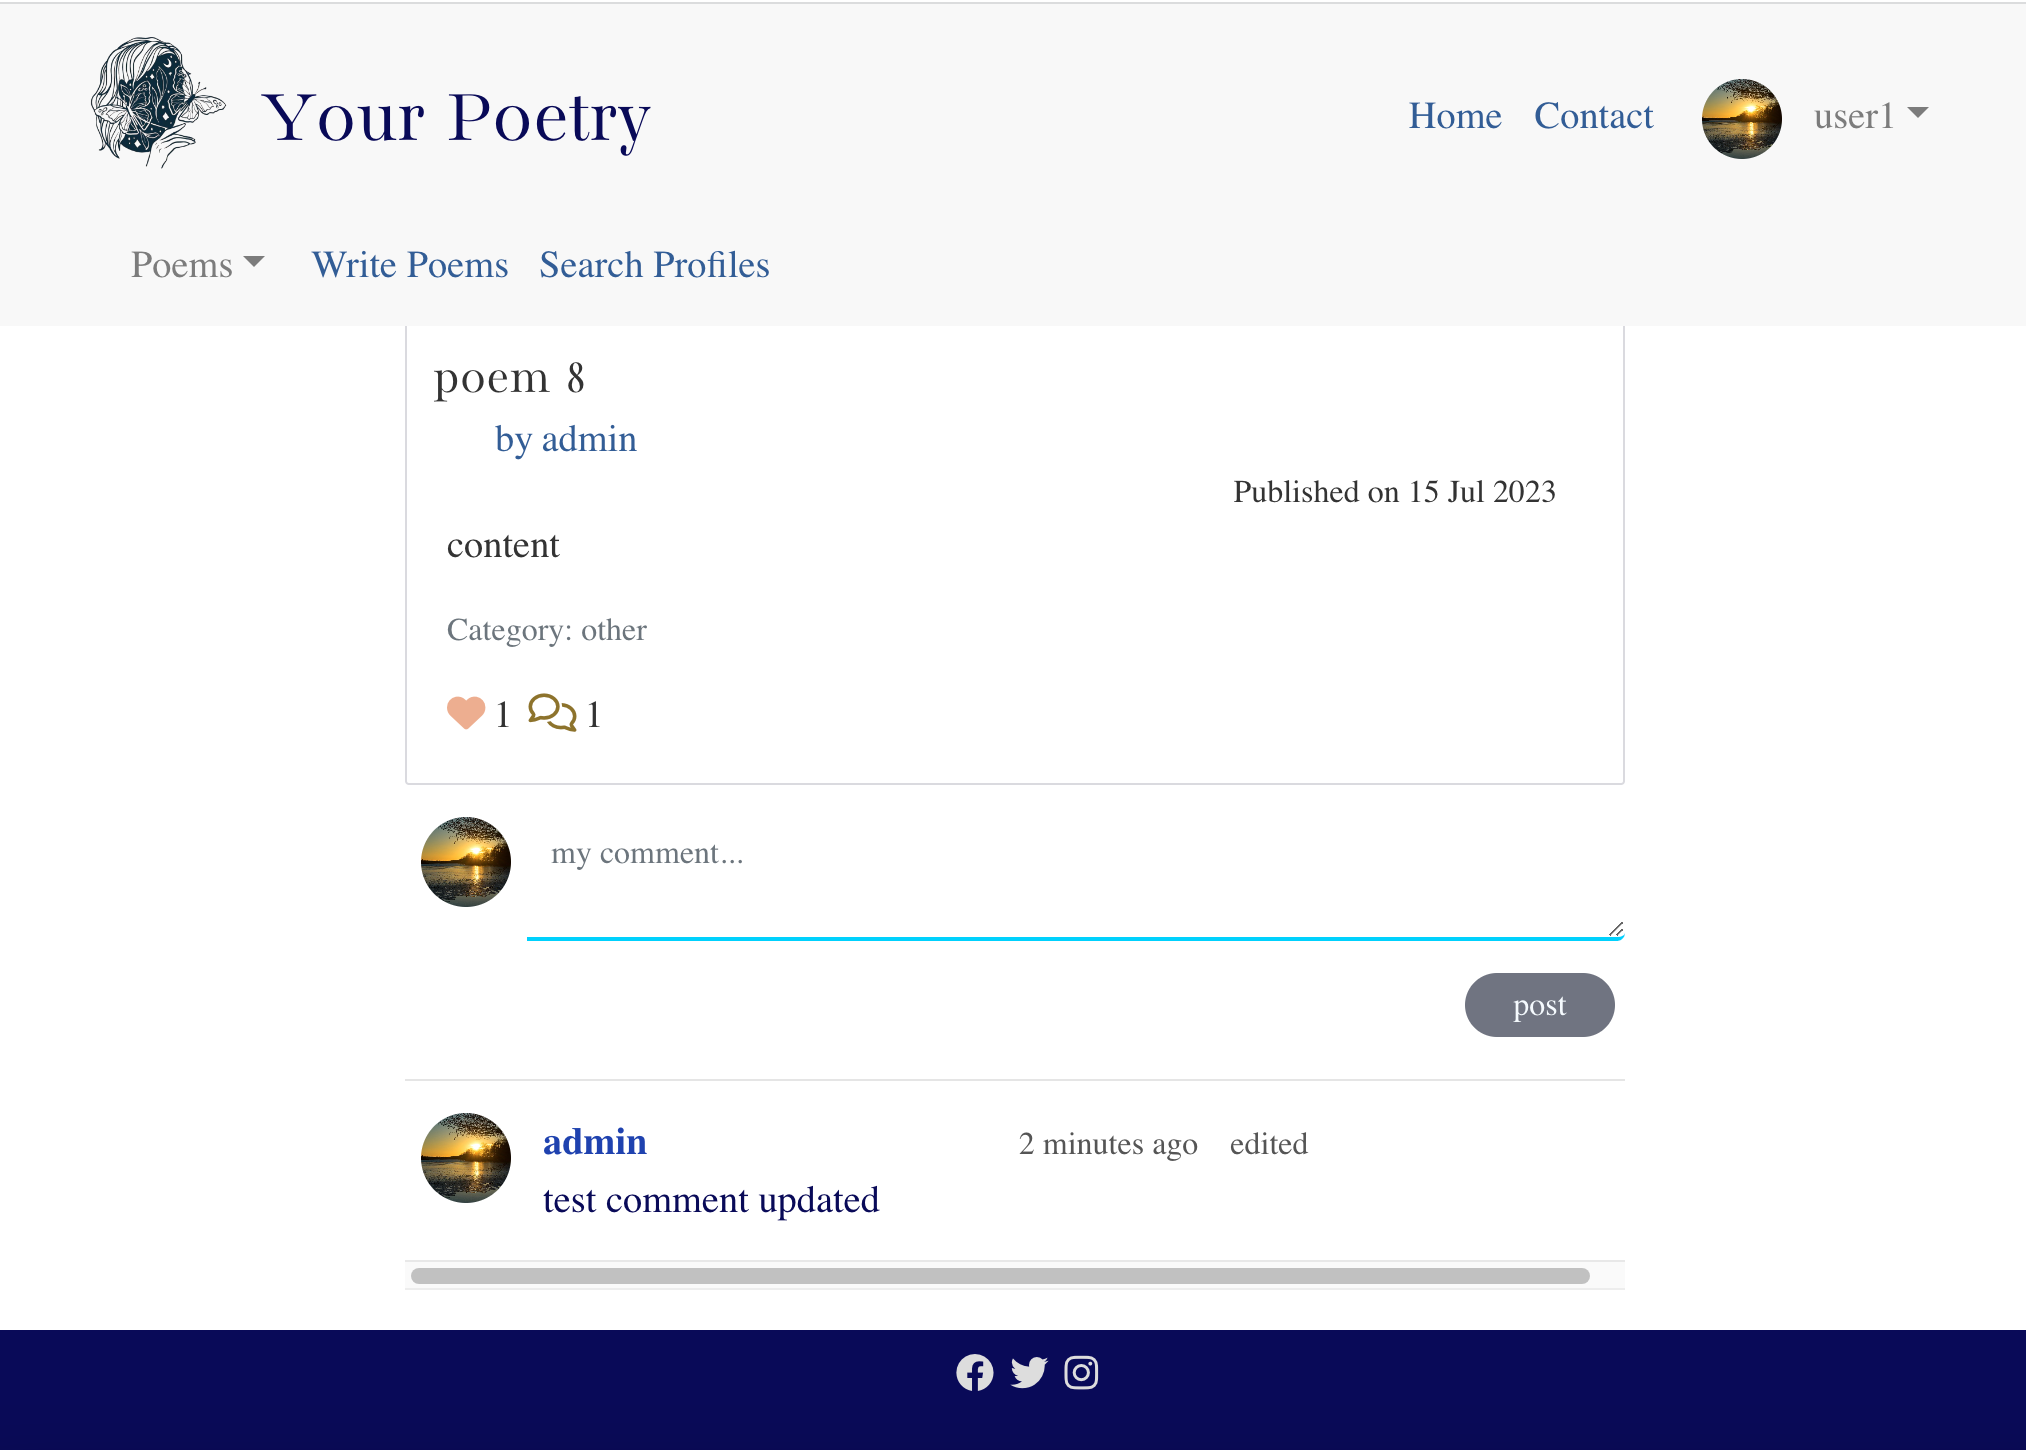 Your Poetry
Home Contact user1
Poems Write Poems Search Profiles
poem 8
by admin
Published on 15 Jul 2023
content
Category: other
1 1
my comment...
post
admin 2 minutes ago edited
test comment updated